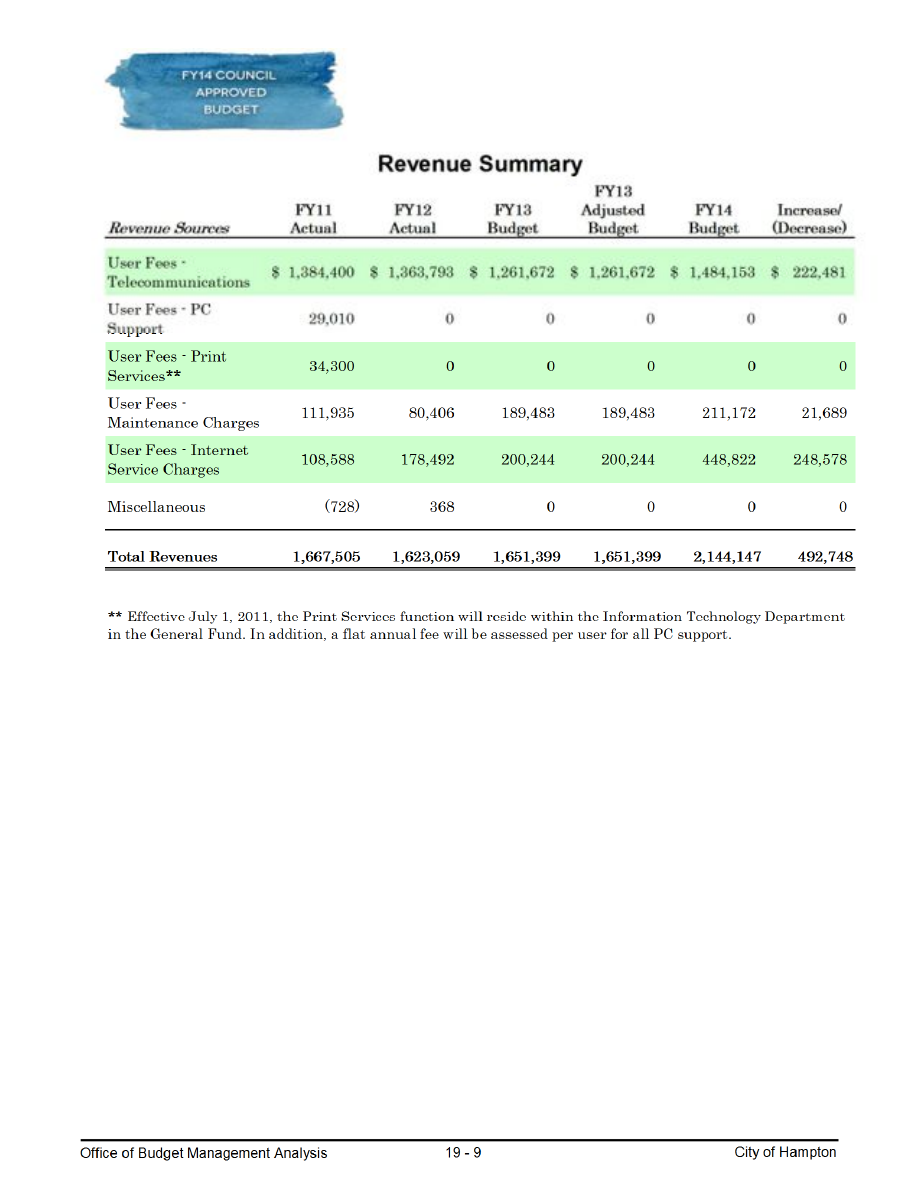 FY14 COUNCIL
APPROVED
BUDGET
Revenue Summary
Revenue Sources FY11 Actual FY12 Actual FY13 Budget FY13 Adjusted Budget FY14 Budget Increase/ (Decrease)
User Fees - Telecommunications $ 1,384,400 $ 1,363,793 $ 1,261,672 $ 1,261,672 $ 1,484,153 $ 222,481
User Fees - PC Support 29,010 0 0 0 0 0
User Fees - Print Services** 34,300 0 0 0 0 0
User Fees - Maintenance Charges 111,935 80,406 189,483 189,483 211,172 21,689
User Fees - Internet Service Charges 108,588 178,492 200,244 200,244 448,822 248,578
Miscellaneous (728) 368 0 0 0 0
Total Revenues 1,667,505 1,623,059 1,651,399 1,651,399 2,144,147 492,748
** Effective July 1, 2011, the Print Services function will reside within the Information Technology Department
in the General Fund. In addition, a flat annual fee will be assessed per user for all PC support.
Office of Budget Management Analysis 19 - 9 City of Hampton